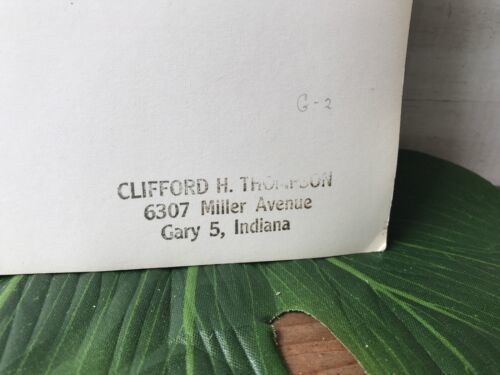 G-2
CLIFFORD H. THOMPSON
6307 Miller Avenue
Gary 5, Indiana